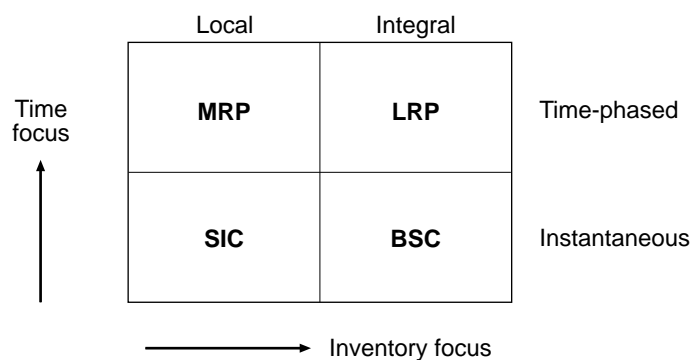 Local Integral
Time
focus
MRP LRP Time-phased
SIC BSC Instantaneous
Inventory focus